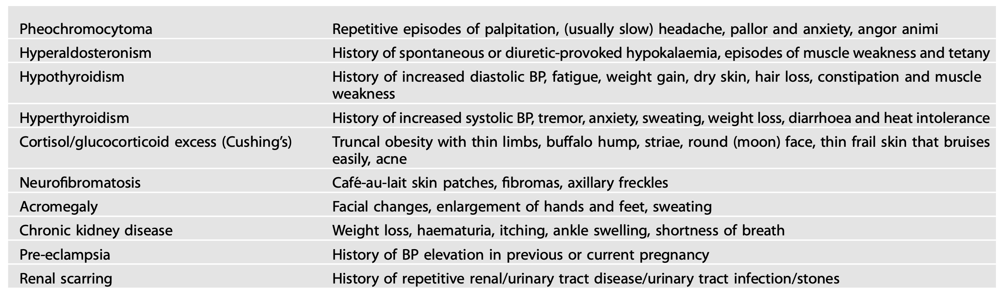 Pheochromocytoma Repetitive episodes of palpitation, (usually slow) headache, pallor and anxiety, angor animi
Hyperaldosteronism History of spontaneous or diuretic-provoked hypokalaemia, episodes of muscle weakness and tetany
Hypothyroidism History of increased diastolic BP, fatigue, weight gain, dry skin, hair loss, constipation and muscle
weakness
Hyperthyroidism History of increased systolic BP, tremor, anxiety, sweating, weight loss, diarrhoea and heat intolerance
Cortisol/glucocorticoid excess (Cushing’s) Truncal obesity with thin limbs, buffalo hump, striae, round (moon) face, thin frail skin that bruises
easily, acne
Neurofibromatosis Café-au-lait skin patches, fibromas, axillary freckles
Acromegaly Facial changes, enlargement of hands and feet, sweating
Chronic kidney disease Weight loss, haematuria, itching, ankle swelling, shortness of breath
Pre-eclampsia History of BP elevation in previous or current pregnancy
Renal scarring History of repetitive renal/urinary tract disease/urinary tract infection/stones